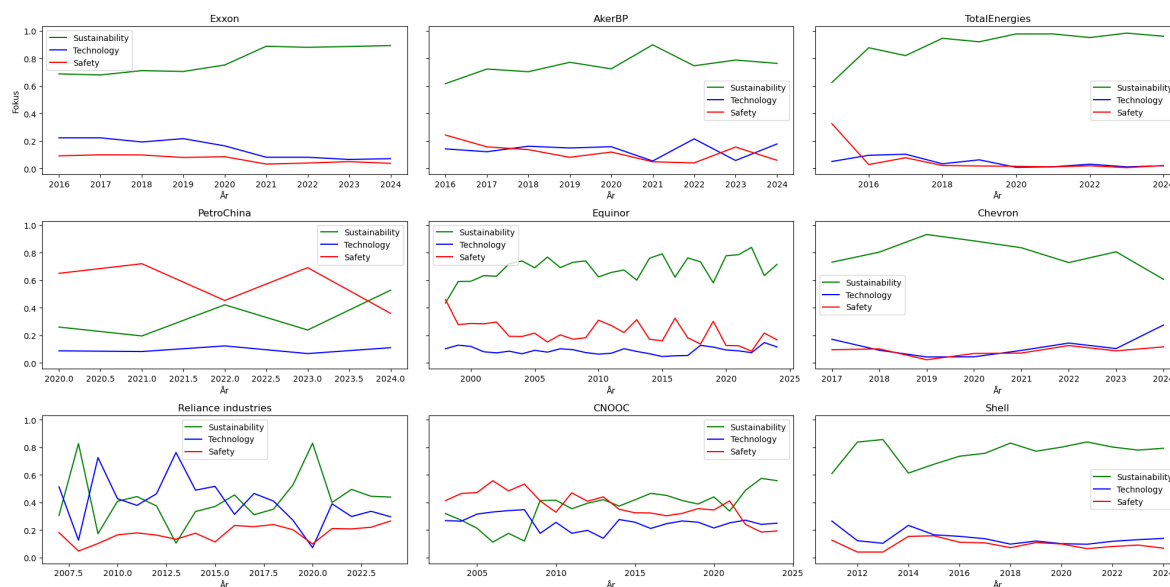 Exxon
1.0
0.8
0.6
0.4
0.2
0.0
Fokus
Sustainability
Technology
Safety
2016 2017 2018 2019 2020 2021 2022 2023 2024
År
AkerBP
Sustainability
Technology
Safety
2016 2017 2018 2019 2020 2021 2022 2023 2024
År
TotalEnergies
Sustainability
Technology
Safety
2016 2018 2020 2022 2024
År
PetroChina
1.0
0.8
0.6
0.4
0.2
0.0
Sustainability
Technology
Safety
2020.0 2020.5 2021.0 2021.5 2022.0 2022.5 2023.0 2023.5 2024.0
År
Equinor
Sustainability
Technology
Safety
2000 2005 2010 2015 2020 2025
År
Chevron
Sustainability
Technology
Safety
2017 2018 2019 2020 2021 2022 2023 2024
År
Reliance industries
1.0
0.8
0.6
0.4
0.2
0.0
Sustainability
Technology
Safety
2007.5 2010.0 2012.5 2015.0 2017.5 2020.0 2022.5
År
CNOOC
Sustainability
Technology
Safety
2005 2010 2015 2020 2025
År
Shell
Sustainability
Technology
Safety
2012 2014 2016 2018 2020 2022 2024
År